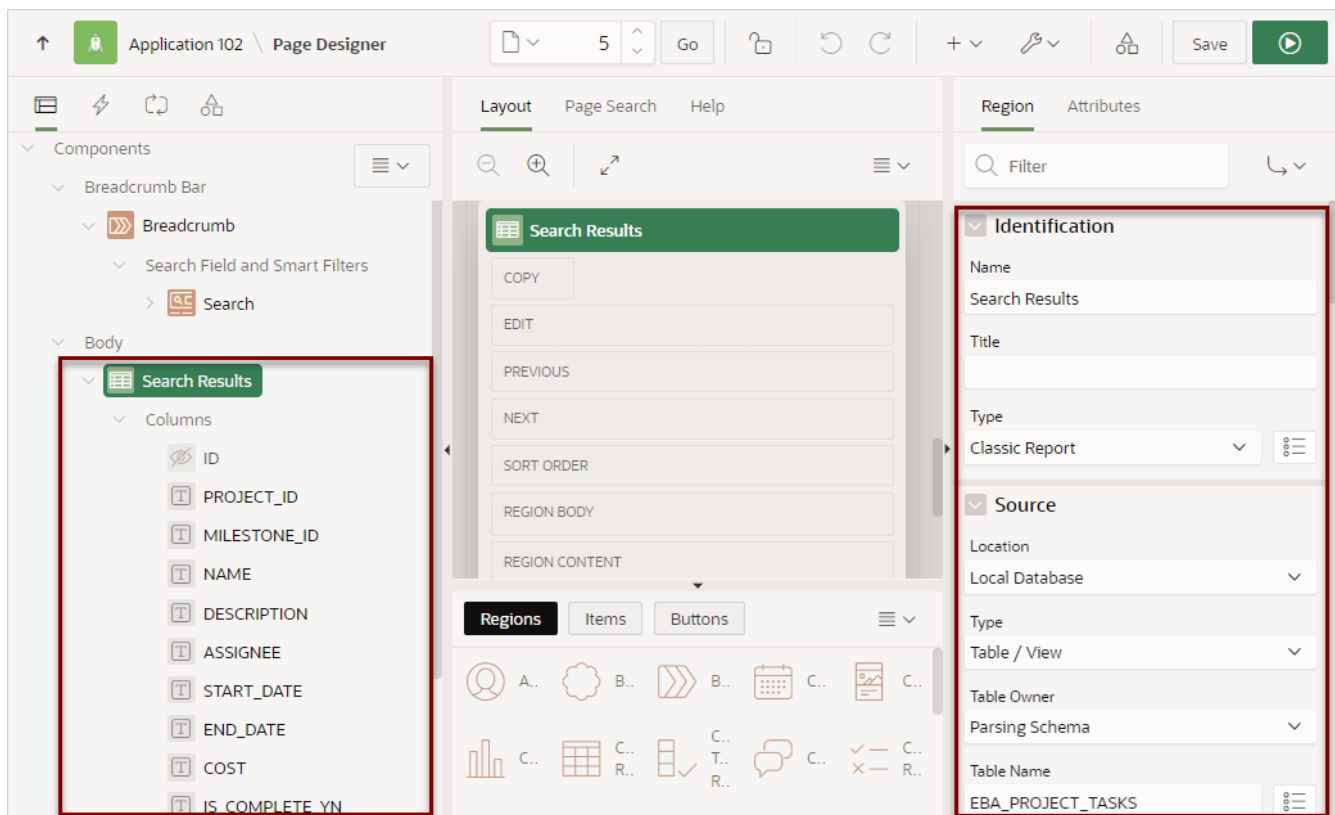 Application 102 \ Page Designer
5
Go
Save
Components
Breadcrumb Bar
Breadcrumb
Search Field and Smart Filters
Search
Body
Search Results
Columns
ID
PROJECT_ID
MILESTONE_ID
NAME
DESCRIPTION
ASSIGNEE
START_DATE
END_DATE
COST
IS_COMPLETE_YN
Layout Page Search Help
Search Results
COPY
EDIT
PREVIOUS
NEXT
SORT ORDER
REGION BODY
REGION CONTENT
Regions Items Buttons
A.. B.. B.. C.. C..
C.. C.. R.. C.. T.. R.. C.. C.. R..
Region Attributes
Filter
Identification
Name
Search Results
Title
Type
Classic Report
Source
Location
Local Database
Type
Table / View
Table Owner
Parsing Schema
Table Name
EBA_PROJECT_TASKS